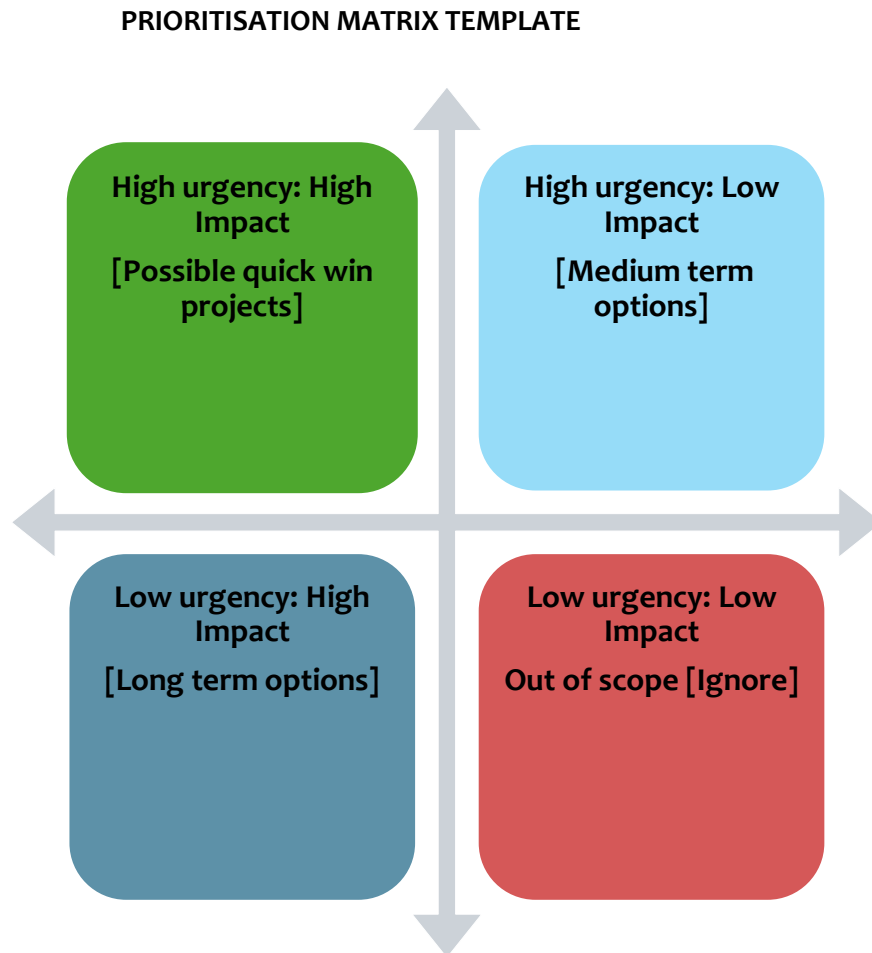 PRIORITISATION MATRIX TEMPLATE
High urgency: High
Impact
[Possible quick win
projects]
High urgency: Low
Impact
[Medium term
options]
Low urgency: High
Impact
[Long term options]
Low urgency: Low
Impact
Out of scope [Ignore]